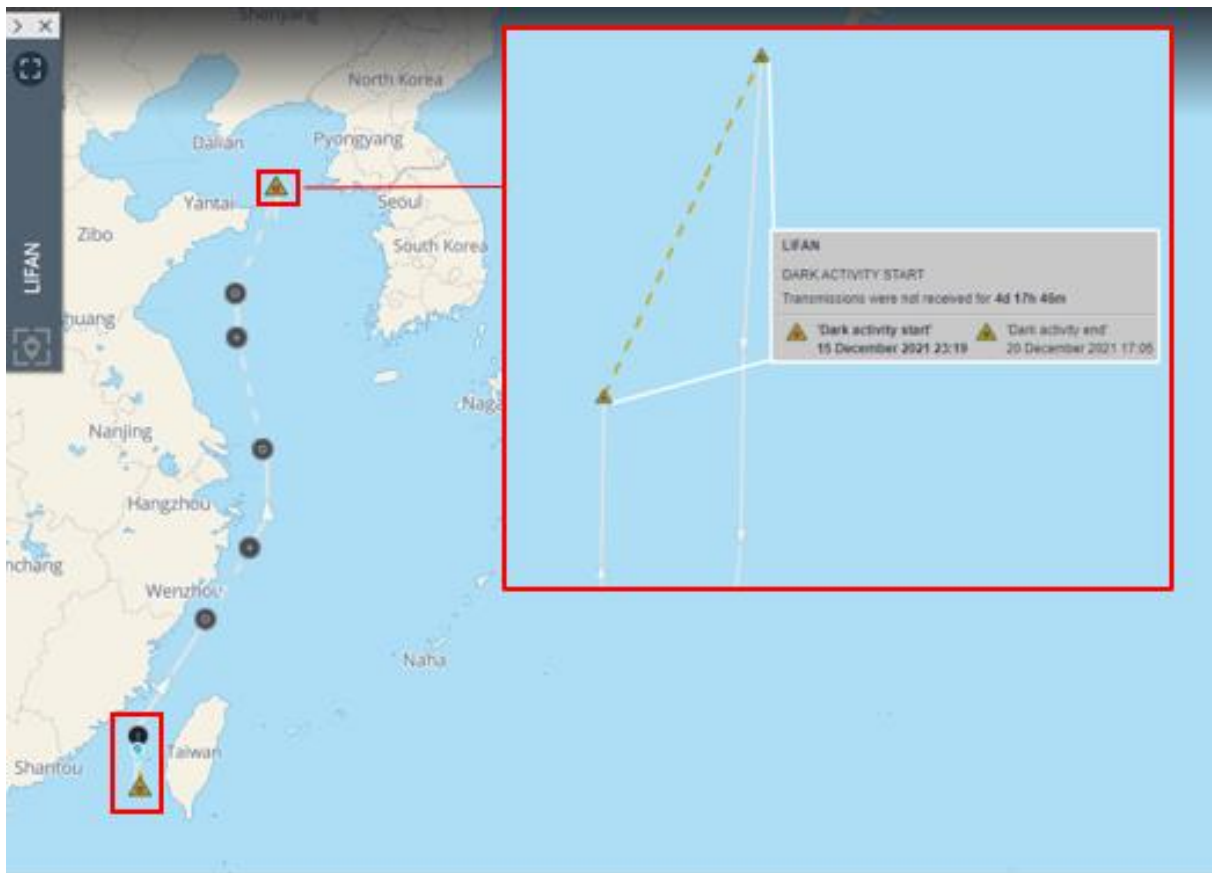 Shenyang
North Korea
Dalian
Pyongyang
Yantai
Seoul
Zibo
South Korea
LIFAN
Nanjing
Hangzhou
Wenzhou
Naha
Taiwan
Shantou
LIFAN
DARK ACTIVITY START
Transmissions were not received for 4d 17h 46m
'Dark activity start' 'Dark activity end'
15 December 2021 23:19 20 December 2021 17:05